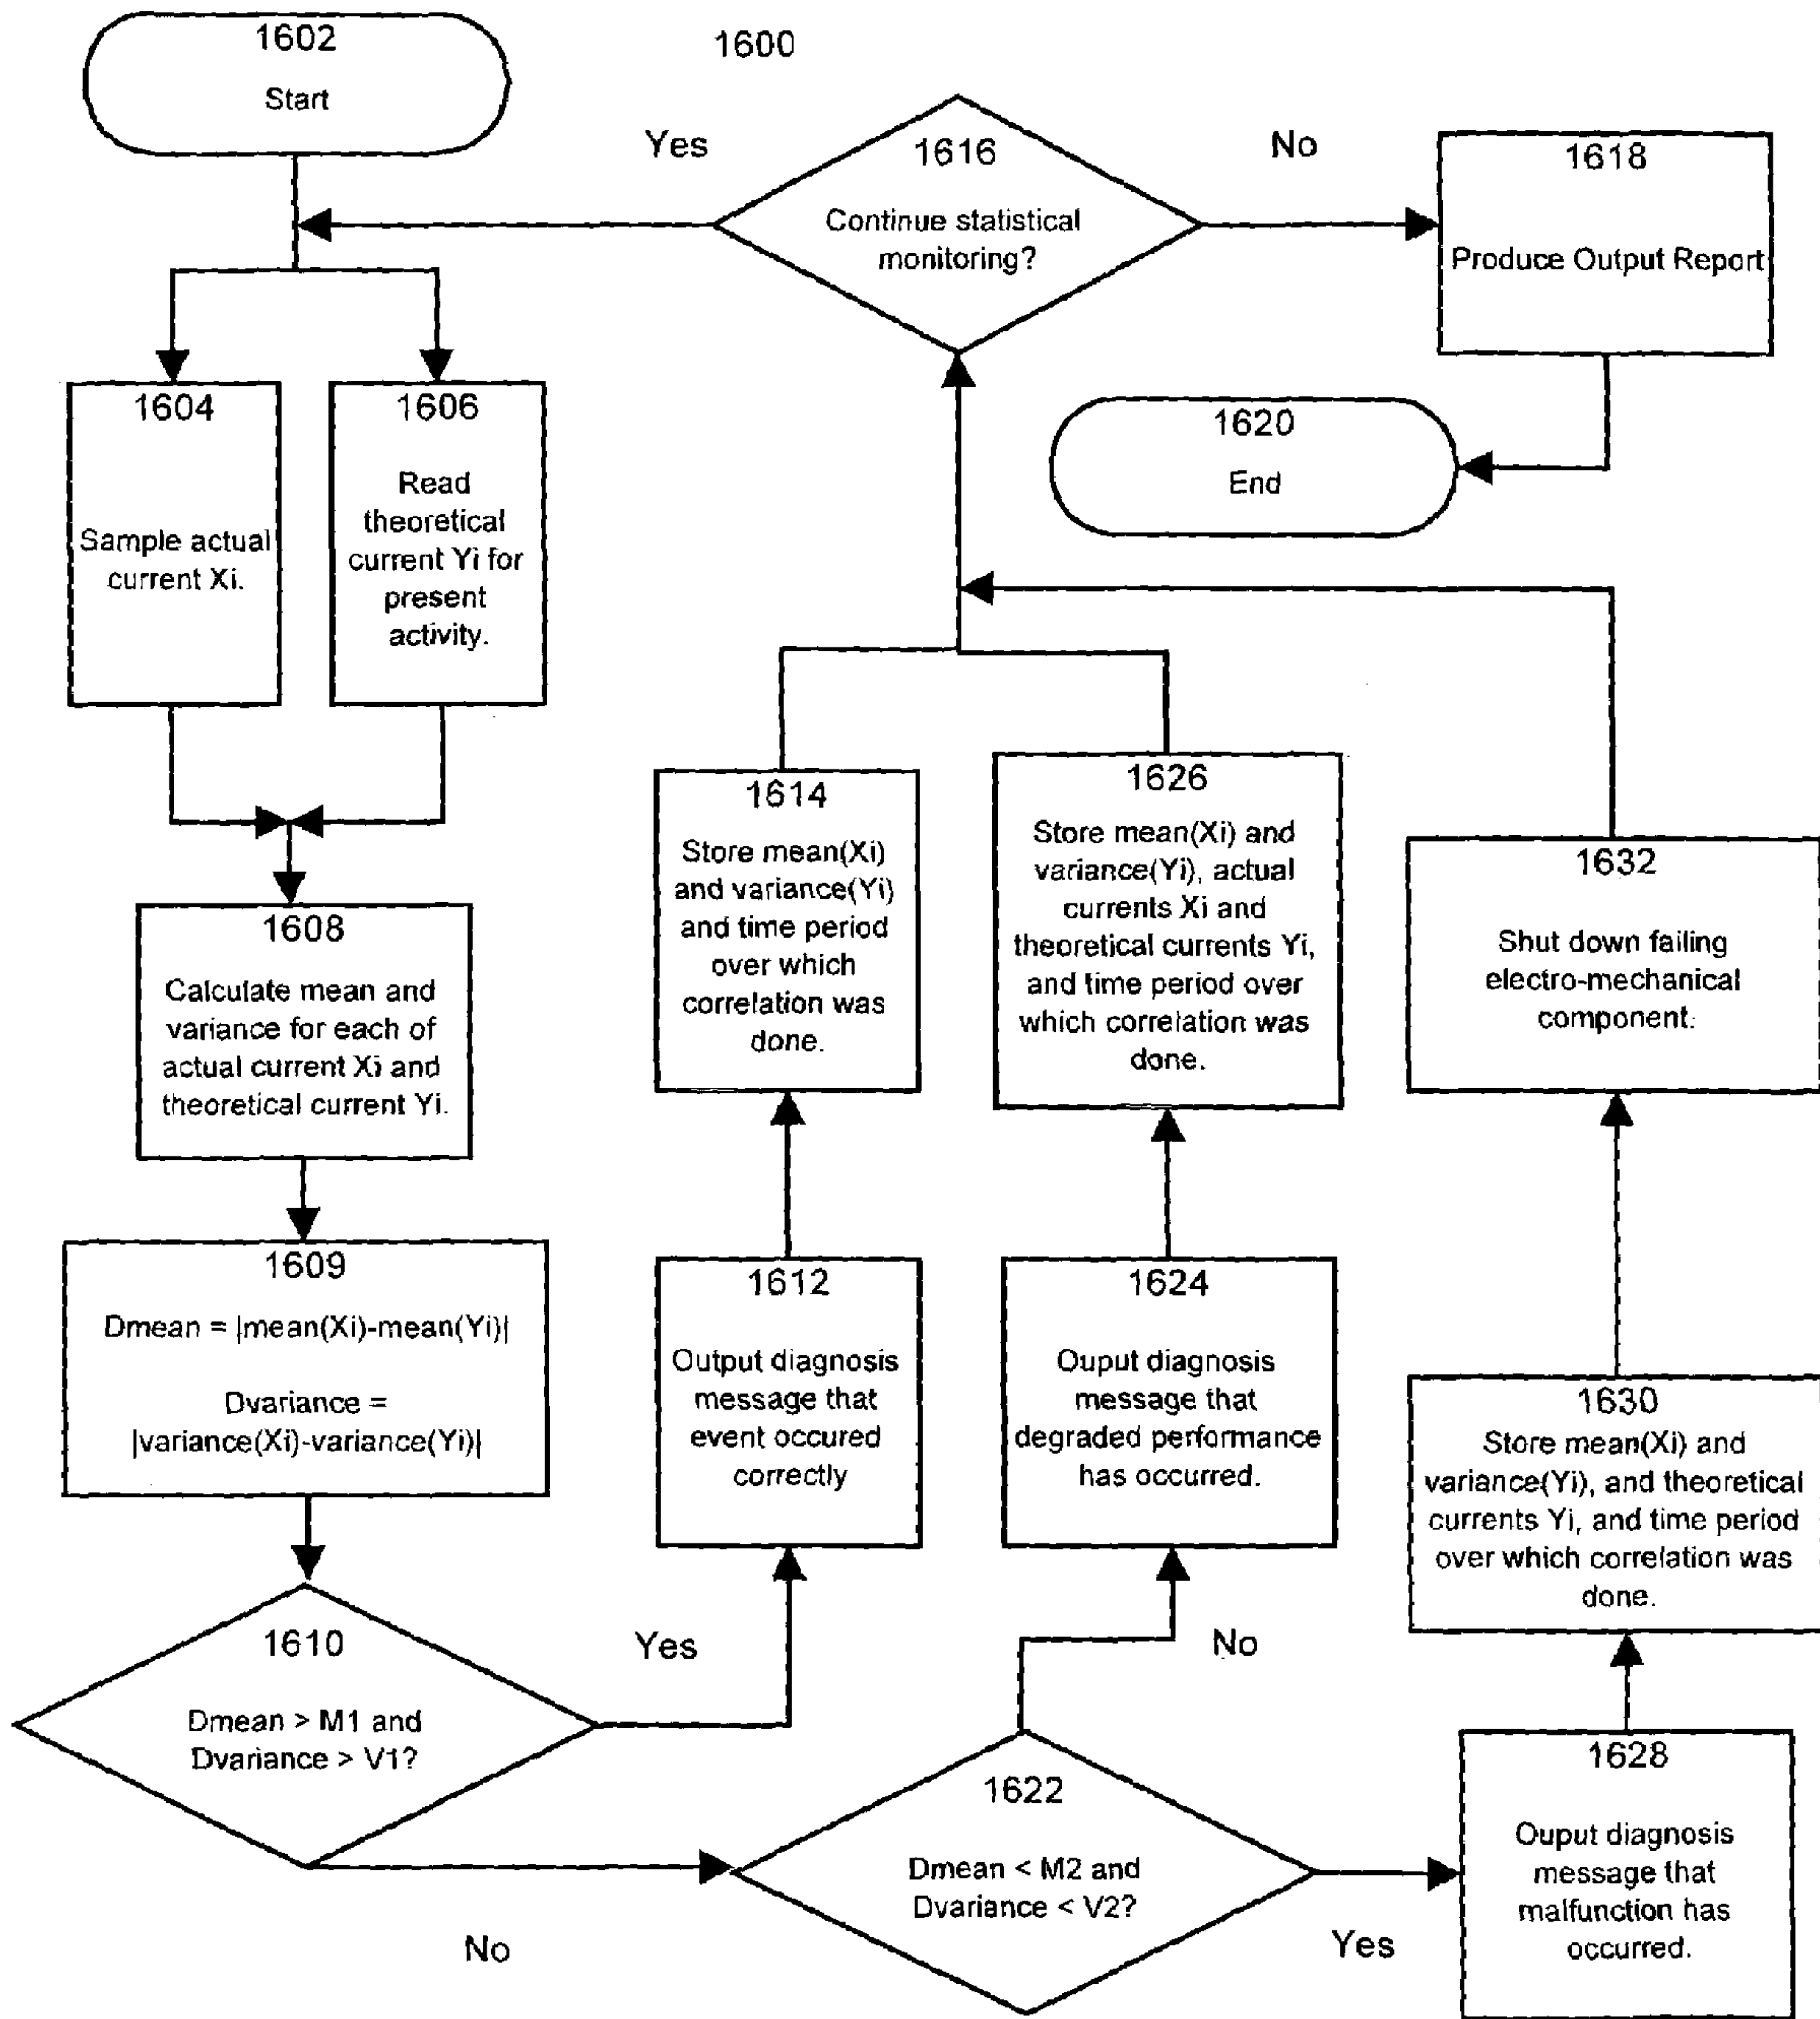 1600
1602
Start
Yes
1616
Continue statistical
monitoring?
No
1618
Produce Output Report
1620
End
1604
Sample actual
current Xi.
1606
Read
theoretical
current Yi for
present
activity.
1608
Calculate mean and
variance for each of
actual current Xi and
theoretical current Yi.
1609
Dmean = |mean(Xi)-mean(Yi)|
Dvariance =
|variance(Xi)-variance(Yi)|
1610
Dmean > M1 and
Dvariance > V1?
Yes
No
1612
Output diagnosis
message that
event occured
correctly
1614
Store mean(Xi)
and variance(Yi)
and time period
over which
correlation was
done.
1622
Dmean < M2 and
Dvariance < V2?
No
Yes
1624
Ouput diagnosis
message that
degraded performance
has occurred.
1626
Store mean(Xi) and
variance(Yi), actual
currents Xi and
theoretical currents Yi,
and time period over
which correlation was
done.
1628
Ouput diagnosis
message that
malfunction has
occurred.
1630
Store mean(Xi) and
variance(Yi), and theoretical
currents Yi, and time period
over which correlation was
done.
1632
Shut down failing
electro-mechanical
component.